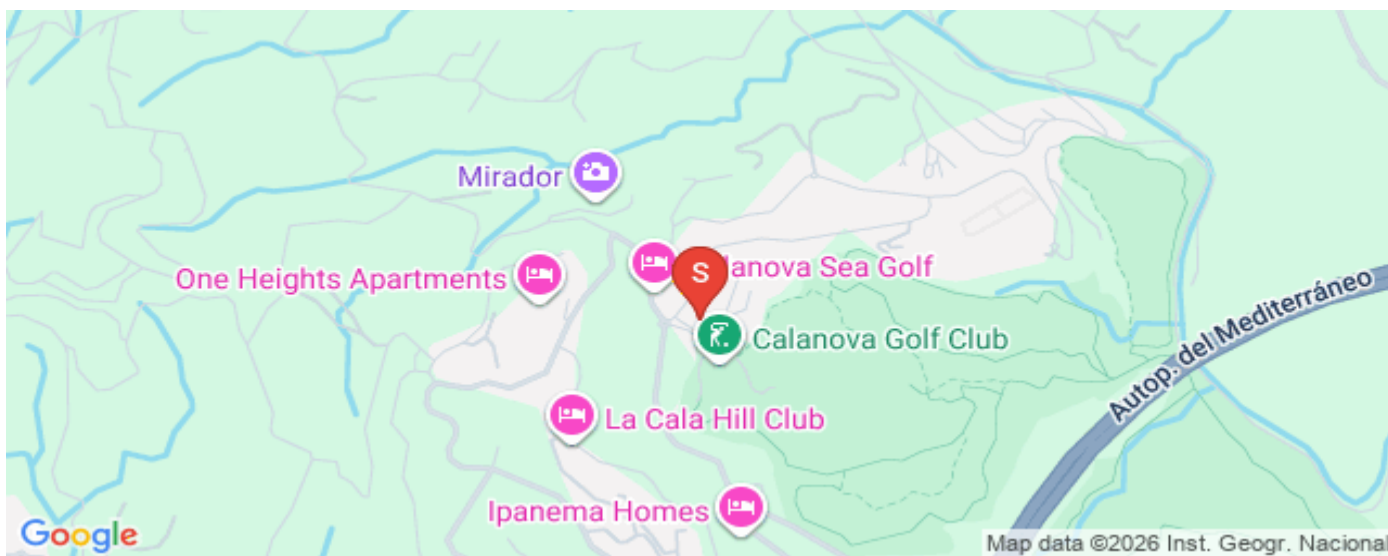 Mirador
One Heights Apartments
S
lanova Sea Golf
Calanova Golf Club
Autop. del Mediterráneo
La Cala Hill Club
Ipanema Homes
Google
Map data ©2026 Inst. Geogr. Nacional